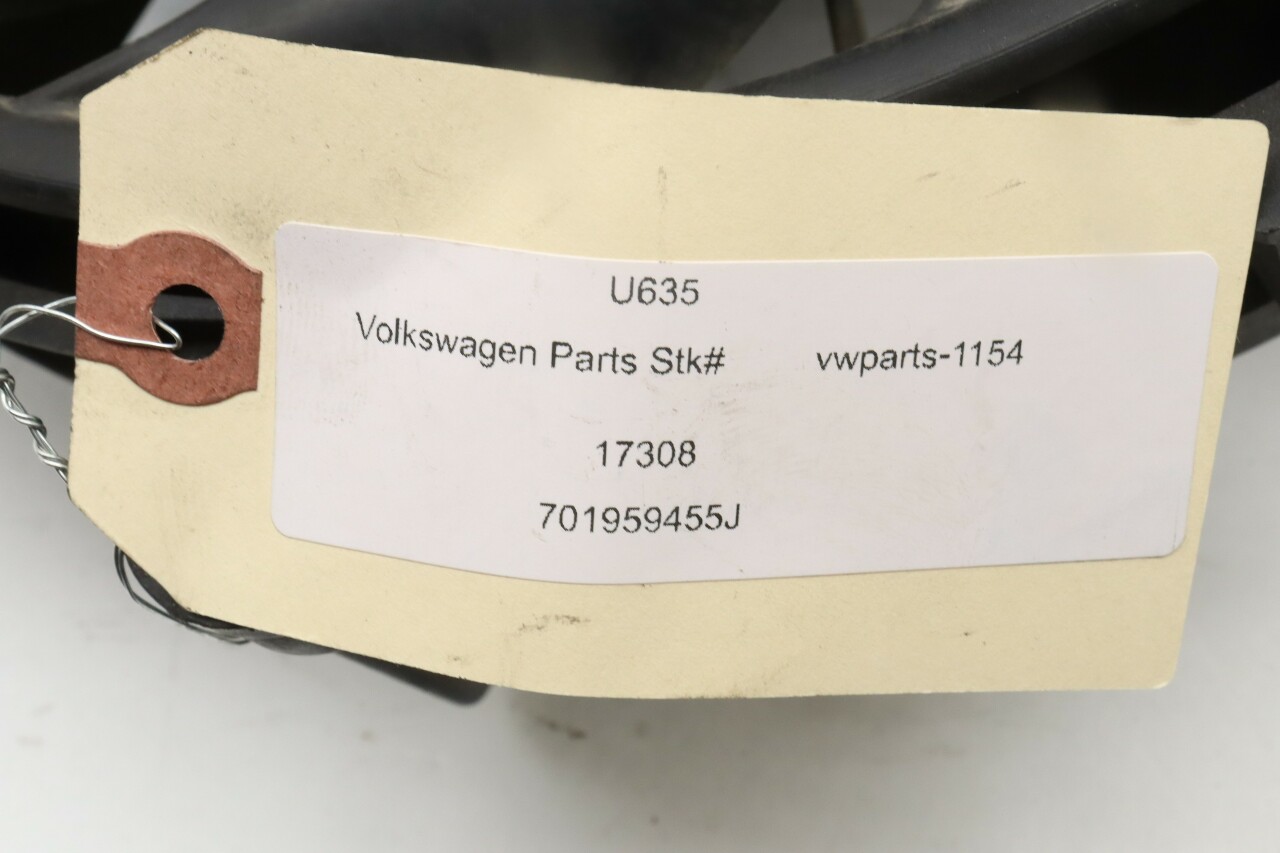 U635
Volkswagen Parts Stk# vwparts-1154
17308
701959455J